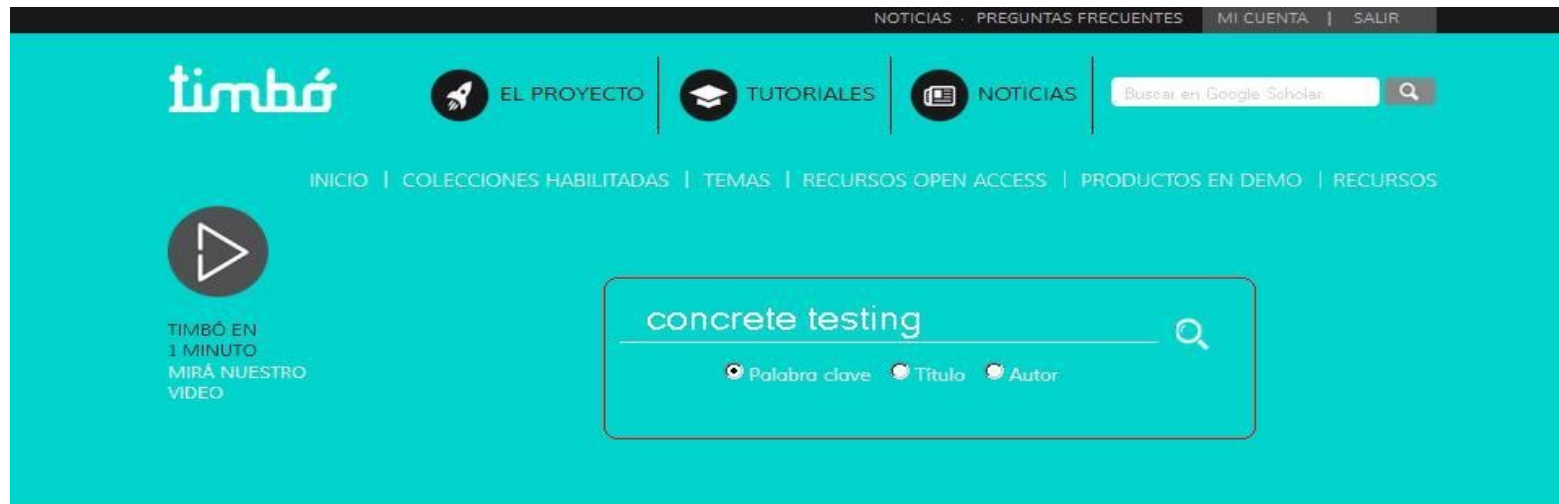 NOTICIAS · PREGUNTAS FRECUENTES MI CUENTA | SALIR
timbó
EL PROYECTO
TUTORIALES
NOTICIAS
Buscar en Google Scholar
INICIO | COLECCIONES HABILITADAS | TEMAS | RECURSOS OPEN ACCESS | PRODUCTOS EN DEMO | RECURSOS
TIMBÓ EN
1 MINUTO
MIRÁ NUESTRO
VIDEO
concrete testing
Palabra clave Título Autor